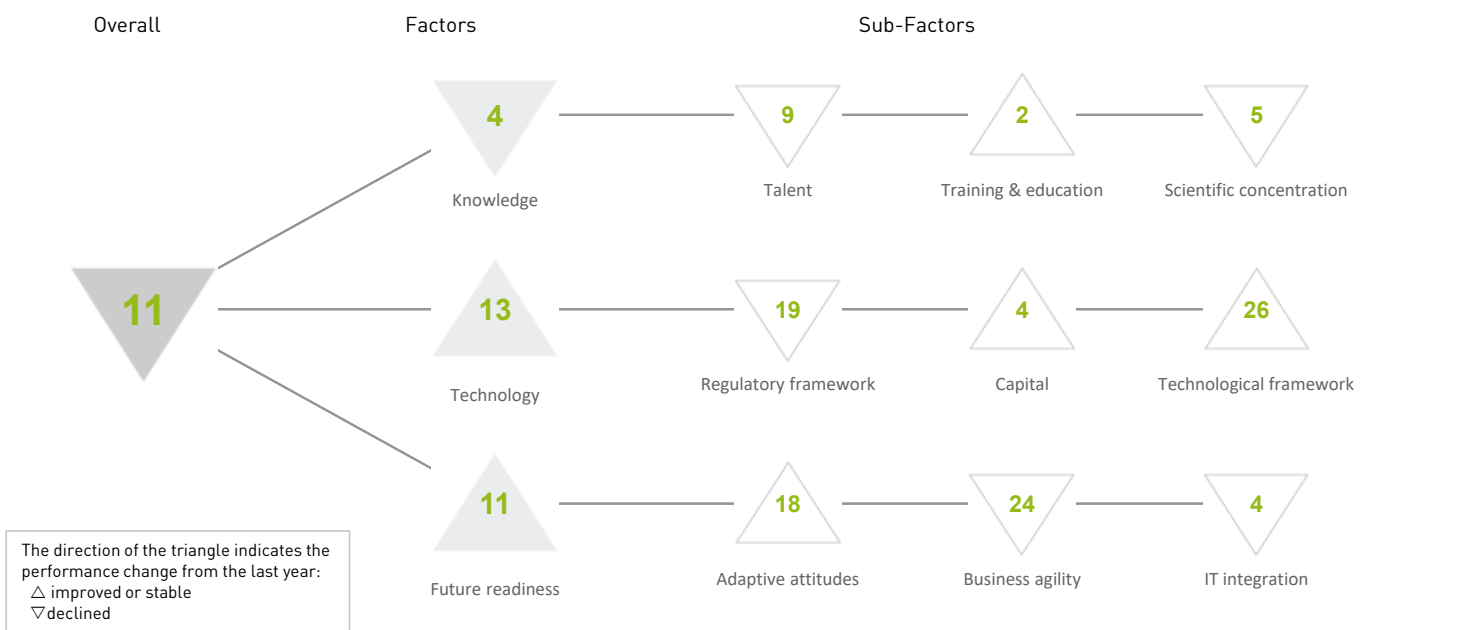 Overall Factors Sub-Factors
4 9 2 5
Knowledge Talent Training & education Scientific concentration
11 13 19 4 26
Technology Regulatory framework Capital Technological framework
11 18 24 4
Future readiness Adaptive attitudes Business agility IT integration
The direction of the triangle indicates the
performance change from the last year:
△ improved or stable
▽ declined